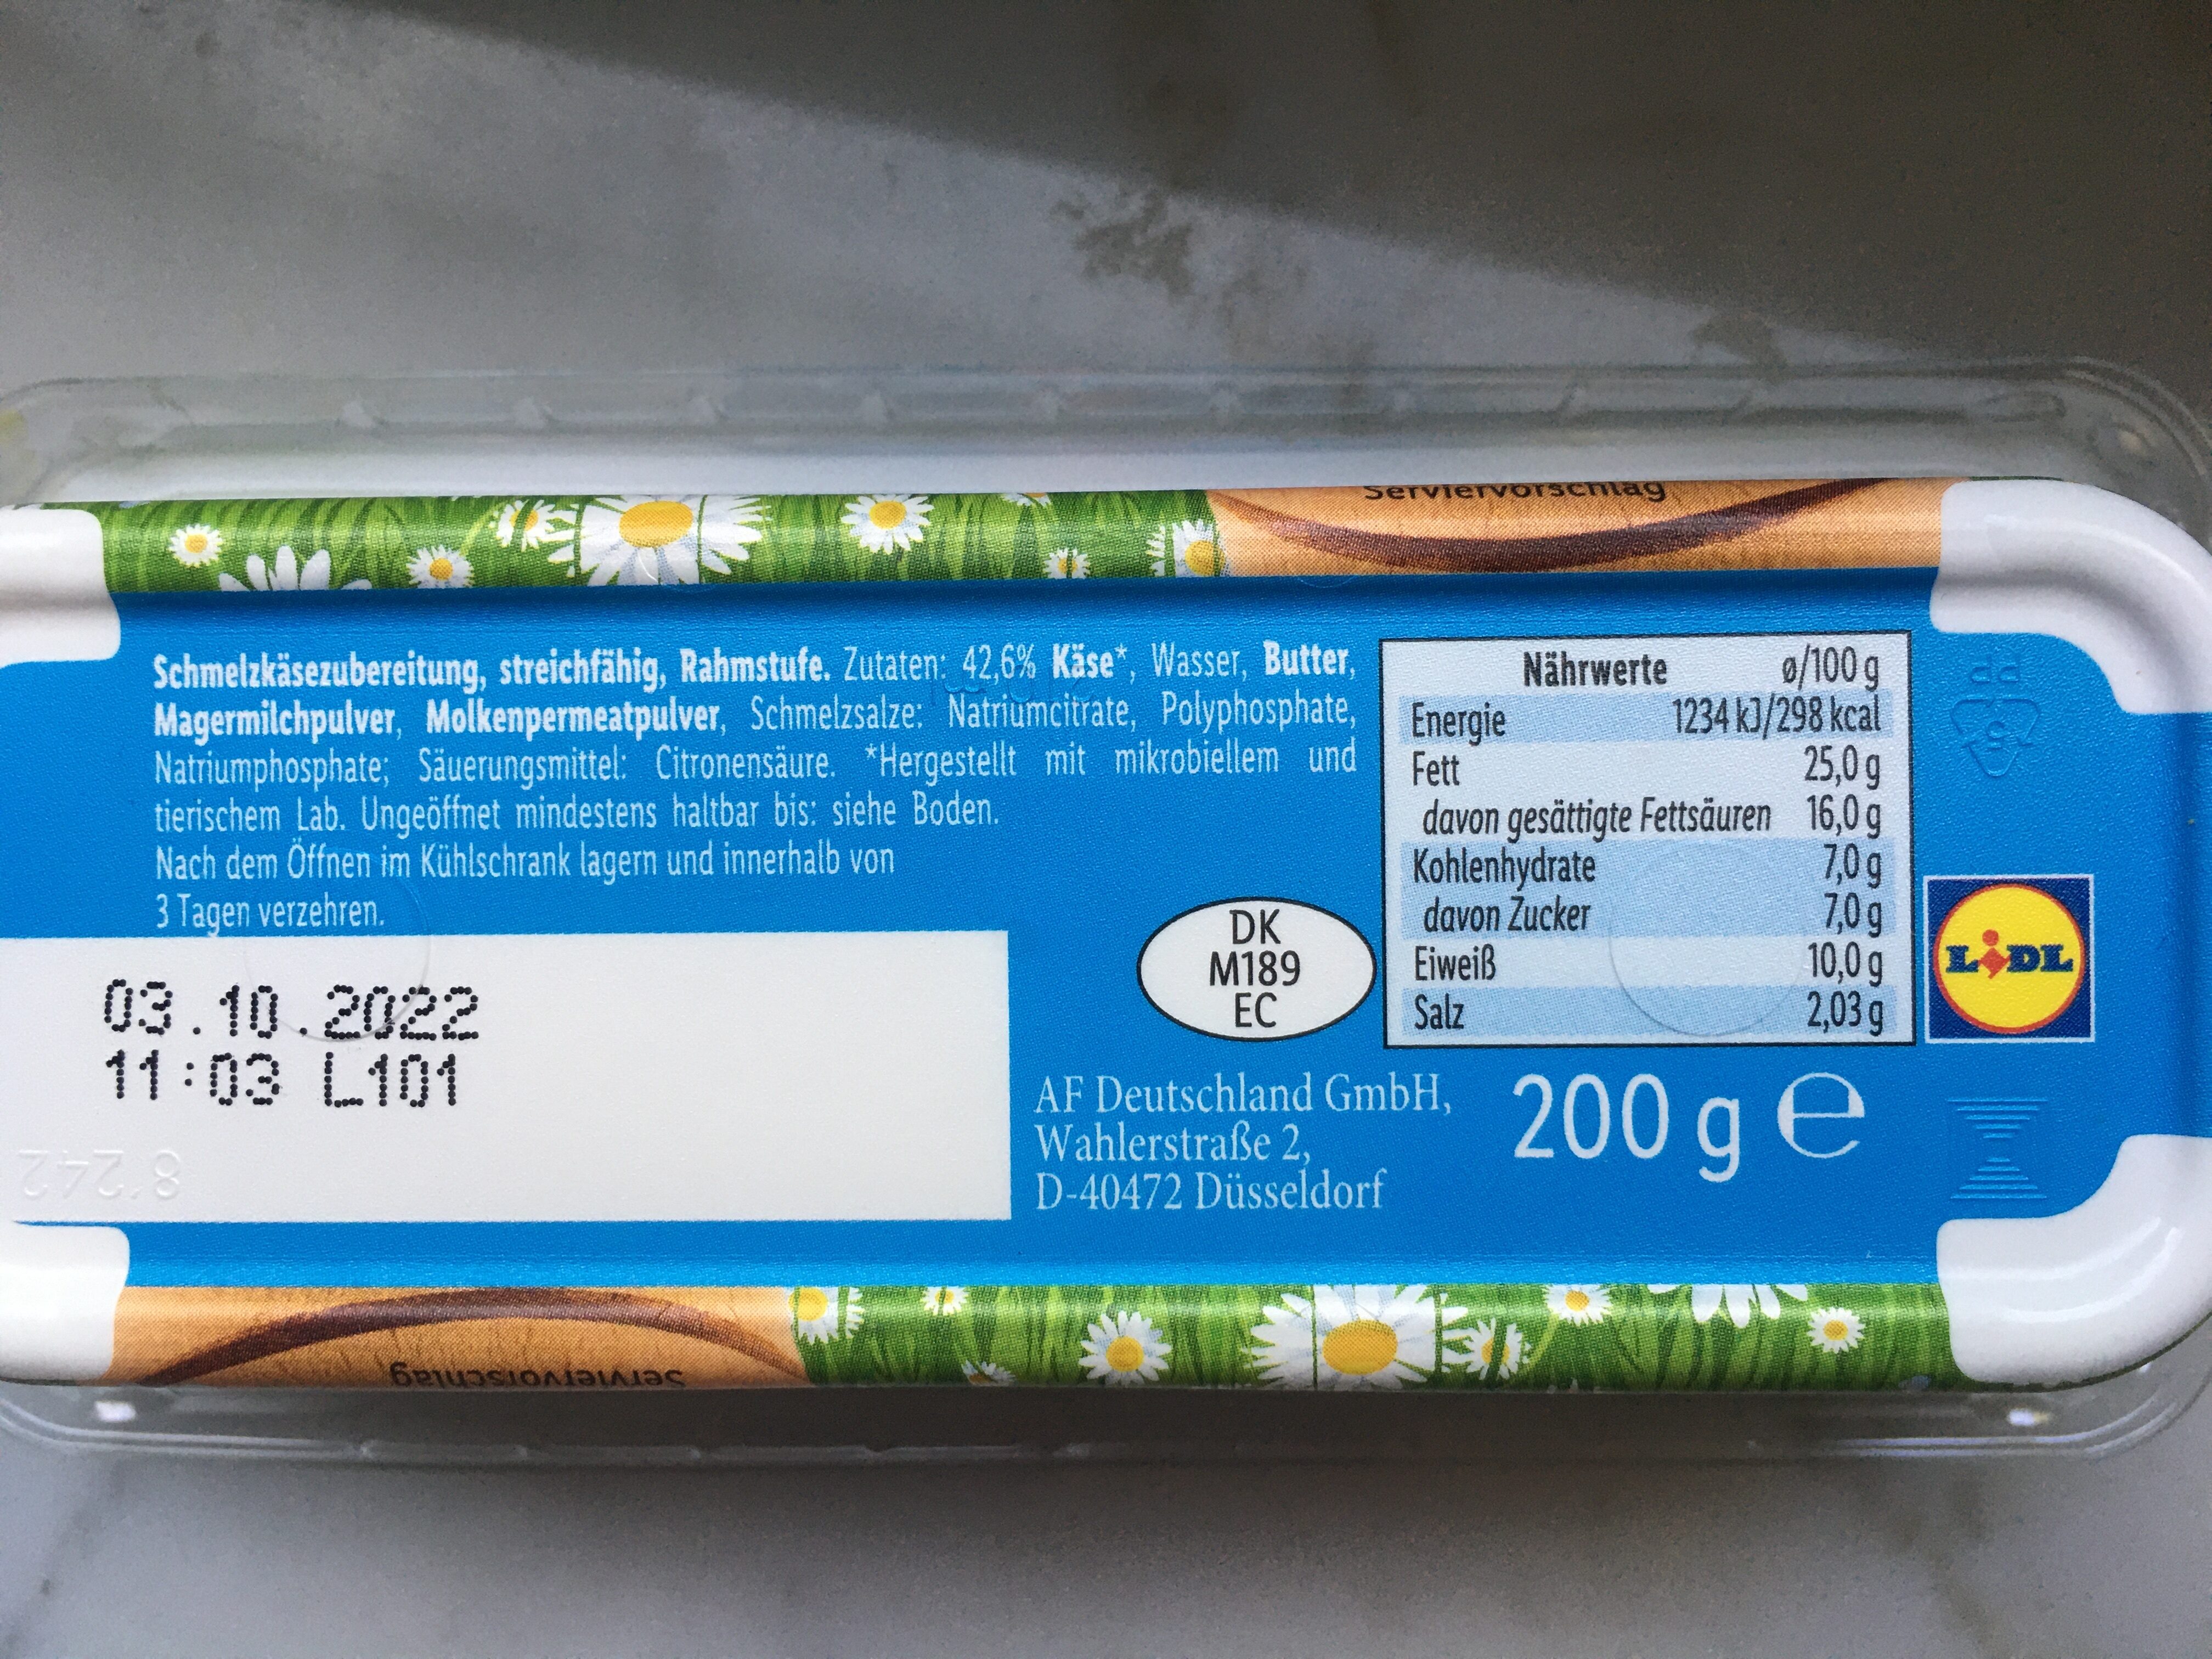 Serviervorschlag
Schmelzkäsezubereitung, streichfähig, Rahmstufe. Zutaten: 42,6% Käse*, Wasser, Butter,
Magermilchpulver, Molkenpermeatpulver, Schmelzsalze: Natriumcitrate, Polyphosphate,
Natriumphosphate; Säuerungsmittel: Citronensäure. *Hergestellt mit mikrobiellem und
tierischem Lab. Ungeöffnet mindestens haltbar bis: siehe Boden.
Nach dem Öffnen im Kühlschrank lagern und innerhalb von
3 Tagen verzehren.
03.10.2022
11:03 L101
8'242
DK
M189
EC
AF Deutschland GmbH,
Wahlerstraße 2,
D-40472 Düsseldorf
Nährwerte ø/100 g
Energie 1234 kJ/298 kcal
Fett 25,0 g
davon gesättigte Fettsäuren 16,0 g
Kohlenhydrate 7,0 g
davon Zucker 7,0 g
Eiweiß 10,0 g
Salz 2,03 g
200 g e
PP
5
LIDL
Serviervorschlag